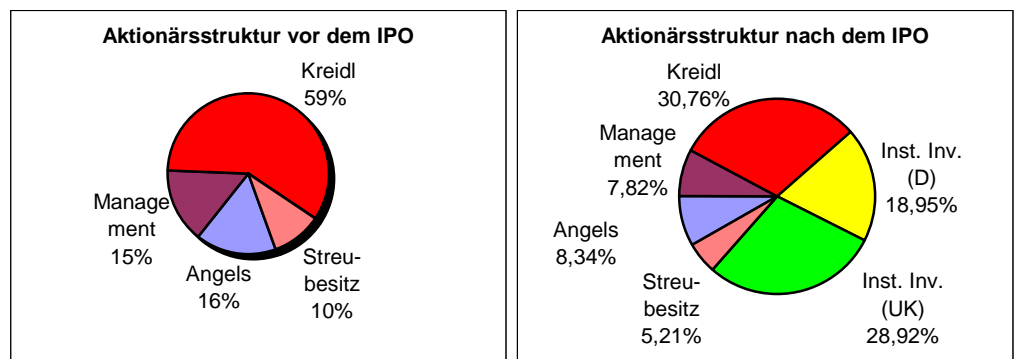 Aktionärsstruktur vor dem IPO
Kreidl
59%
Manage
ment
15%
Angels
16%
Streu-
besitz
10%
Aktionärsstruktur nach dem IPO
Kreidl
30,76%
Manage
ment
7,82%
Angels
8,34%
Streu-
besitz
5,21%
Inst. Inv.
(D)
18,95%
Inst. Inv.
(UK)
28,92%